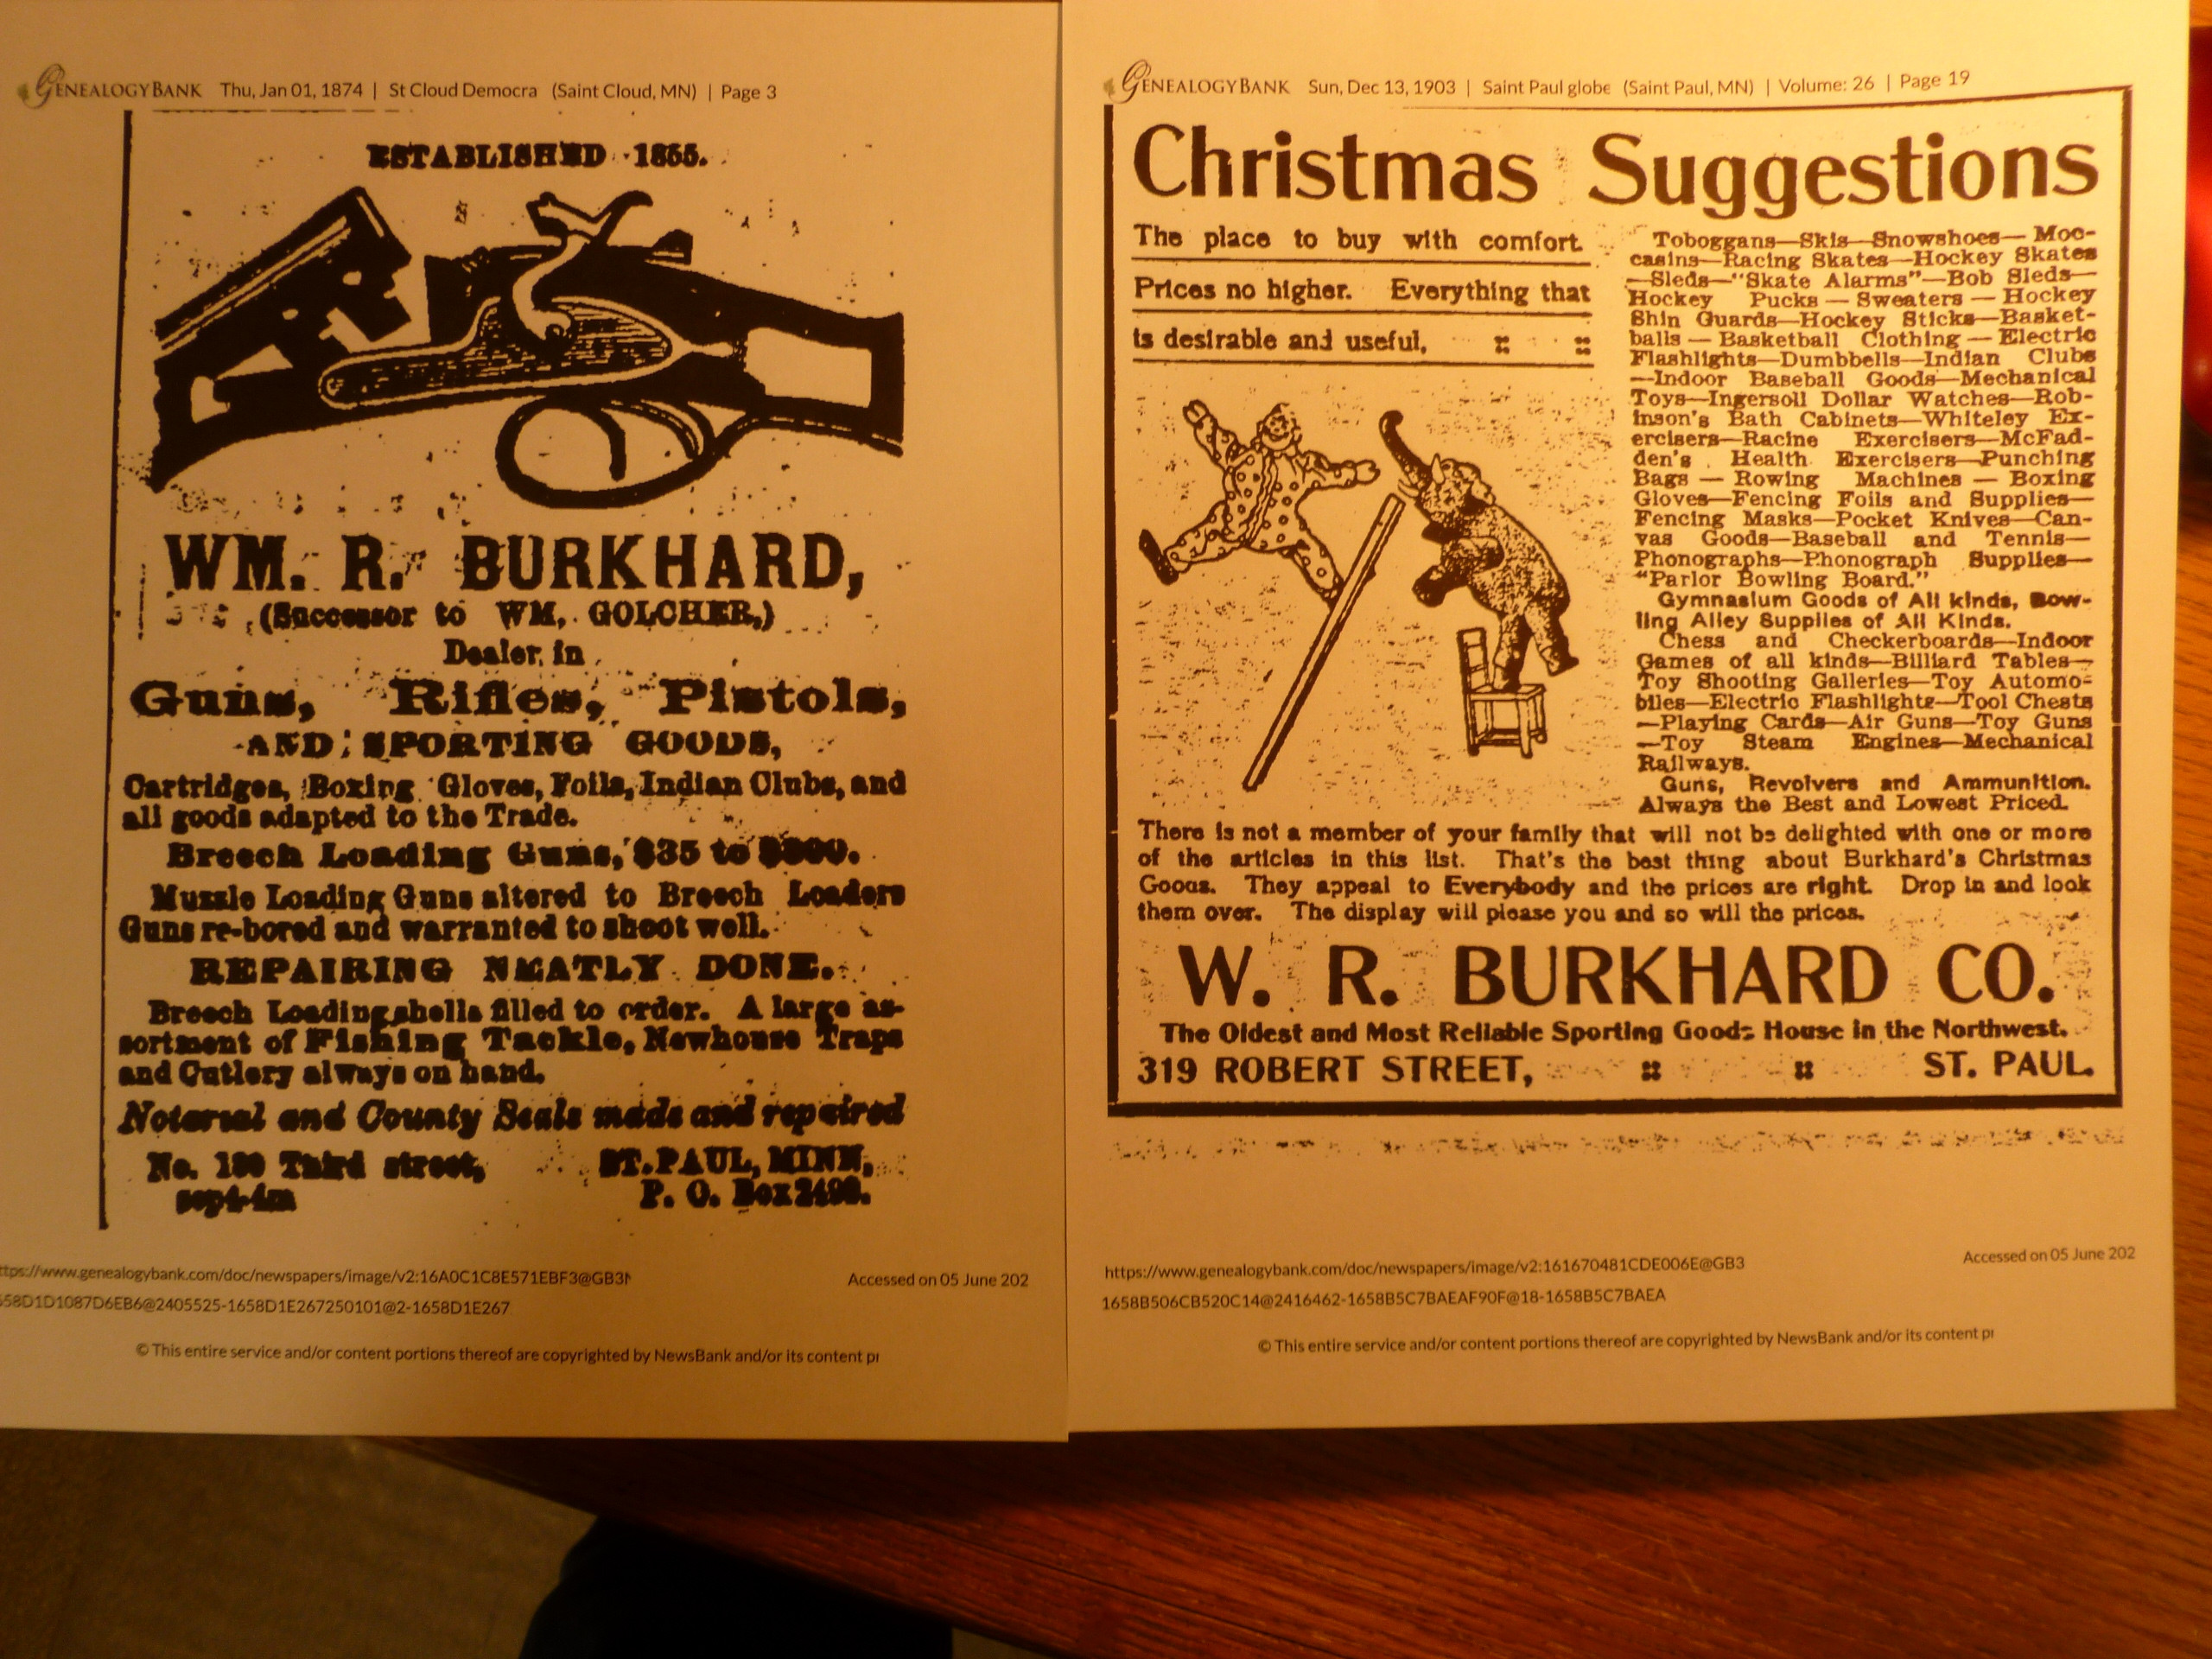 GENEALOGYBANK Thu, Jan 01, 1874 | St Cloud Democra (Saint Cloud, MN) | Page 3
ESTABLISHED 1855.
WM. R. BURKHARD,
(Successor to WM. GOLCHER,)
Dealer in
Guns, Rifles, Pistols,
AND SPORTING GOODS,
Cartridges, Boxing Gloves, Foils, Indian Clubs, and
all goods adapted to the Trade.
Breech Loading Guns, $35 to
Muzzle Loading Guns altered to Breech Loaders
Guns re-bored and warranted to shoot well.
REPAIRING NEATLY DONE.
Breech Loading shells filled to order. A large as-
sortment of Fishing Tackle, Newhouse Traps
and Cutlery always on hand.
Notarial and County Seals made and repaired
No. Third street, ST. PAUL, MINN,
P. O. Box
ttps://www.genealogybank.com/doc/newspapers/image/v2:16A0C1C8E571EBF3@GB3
Accessed on 05 June 202
658D1D1087D6EB6@2405525-1658D1E267250101@2-1658D1E267
© This entire service and/or content portions thereof are copyrighted by NewsBank and/or its content pr
GENEALOGYBANK Sun, Dec 13, 1903 | Saint Paul globe (Saint Paul, MN) | Volume: 26 | Page 19
Christmas Suggestions
The place to buy with comfort.
Prices no higher. Everything that
is desirable and useful.
Toboggans—Skis—Snowshoes—Moc-
casins—Racing Skates—Hockey Skates
—Sleds—"Skate Alarms"—Bob Sleds—
Hockey Pucks — Sweaters — Hockey
Shin Guards—Hockey Sticks—Basket-
balls — Basketball Clothing — Electric
Flashlights—Dumbbells—Indian Clubs
—Indoor Baseball Goods—Mechanical
Toys—Ingersoll Dollar Watches—Rob-
inson's Bath Cabinets—Whiteley Ex-
ercisers—Racine Exercisers—McFad-
den's Health Exercisers—Punching
Bags — Rowing Machines — Boxing
Gloves—Fencing Foils and Supplies—
Fencing Masks—Pocket Knives—Can-
vas Goods—Baseball and Tennis—
Phonographs—Phonograph Supplies—
"Parlor Bowling Board."
Gymnasium Goods of All kinds, Bow-
ling Alley Supplies of All Kinds.
Chess and Checkerboards—Indoor
Games of all kinds—Billiard Tables—
Toy Shooting Galleries—Toy Automo-
biles—Electric Flashlights—Tool Chests
—Playing Cards—Air Guns—Toy Guns
—Toy Steam Engines—Mechanical
Railways.
Guns, Revolvers and Ammunition.
Always the Best and Lowest Priced.
There is not a member of your family that will not be delighted with one or more
of the articles in this list. That's the best thing about Burkhard's Christmas
Goods. They appeal to Everybody and the prices are right. Drop in and look
them over. The display will please you and so will the prices.
W. R. BURKHARD CO.
The Oldest and Most Reliable Sporting Goods House in the Northwest.
319 ROBERT STREET, ST. PAUL.
https://www.genealogybank.com/doc/newspapers/image/v2:161670481CDE006E@GB3
Accessed on 05 June 202
1658B506CB520C14@2416462-1658B5C7BAEAF90F@18-1658B5C7BAEA
© This entire service and/or content portions thereof are copyrighted by NewsBank and/or its content pr